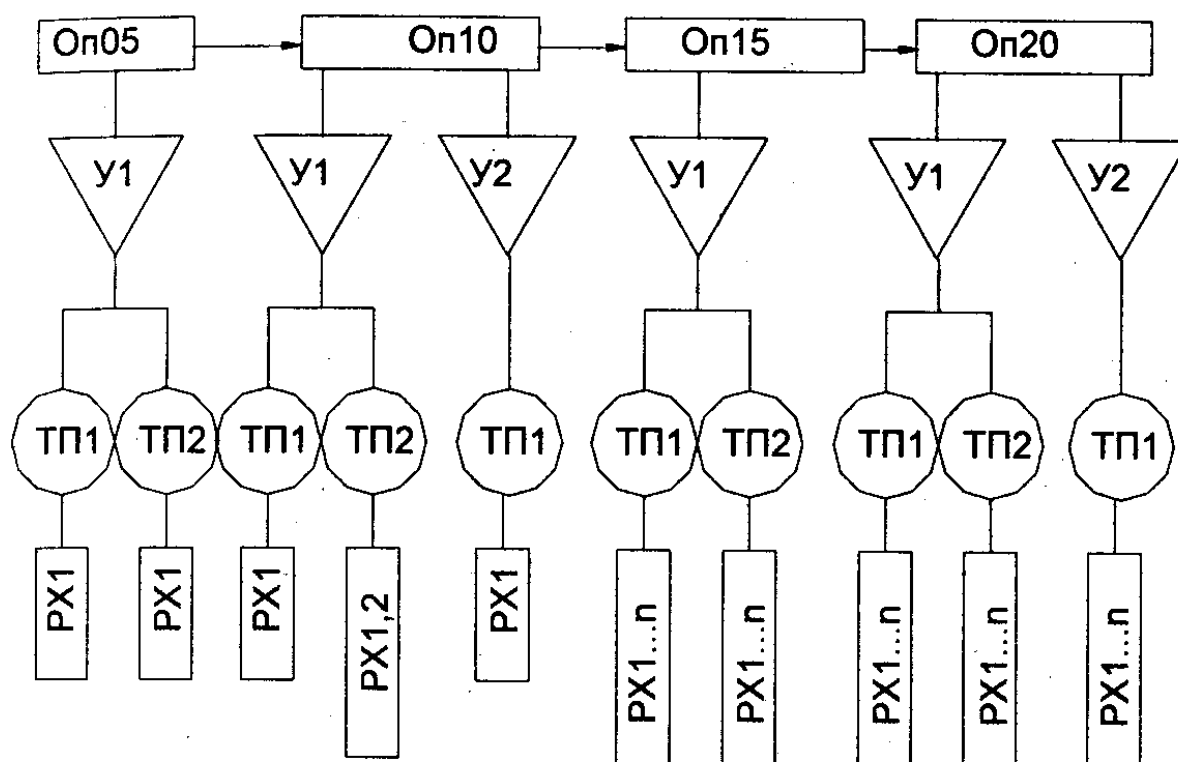 Оп05 Оп10 Оп15 Оп20
У1 У1 У2 У1 У1 У2
ТП1 ТП2 ТП1 ТП2 ТП1 ТП1 ТП2 ТП1 ТП2 ТП1
РХ1 РХ1 РХ1 РХ1,2 РХ1 РХ1...n РХ1...n РХ1...n РХ1...n РХ1...n